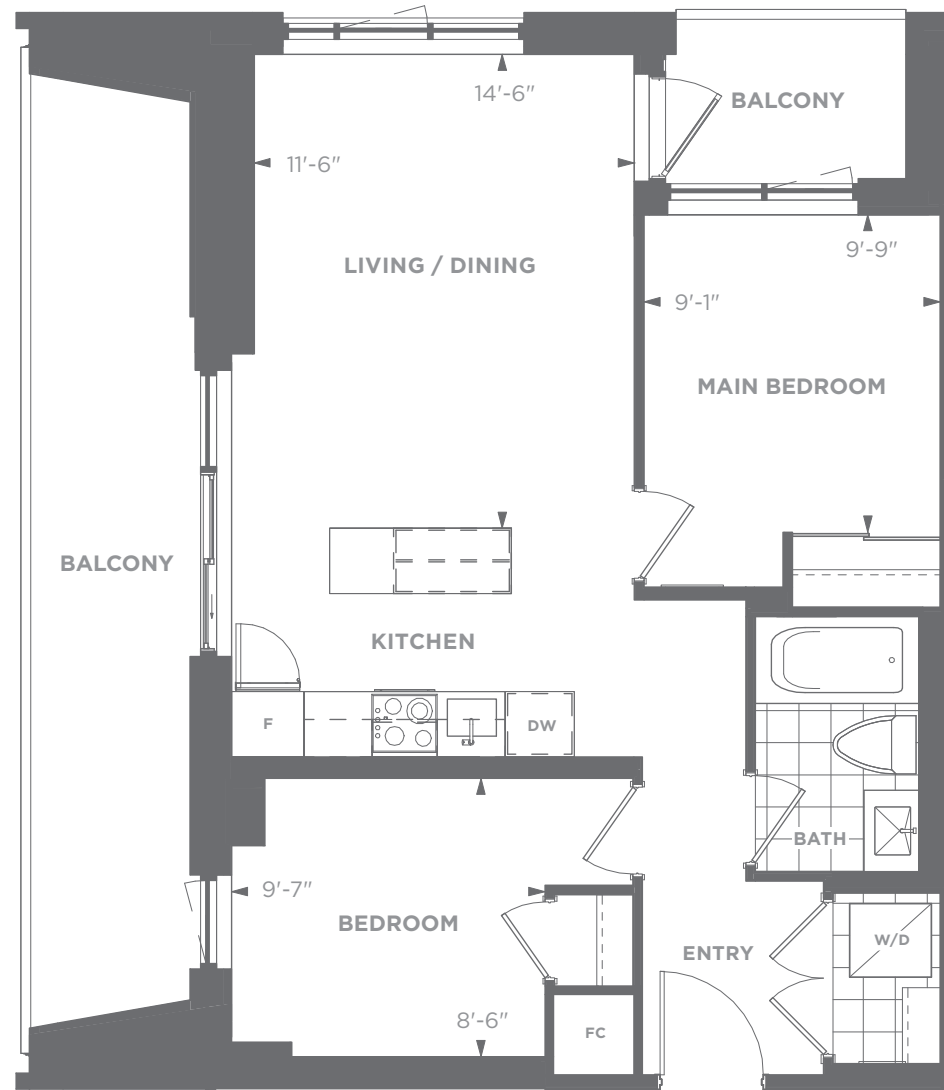 14'-6"
BALCONY
11'-6"
LIVING / DINING
9'-9"
9'-1"
MAIN BEDROOM
BALCONY
KITCHEN
F
DW
BATH
9'-7"
BEDROOM
W/D
ENTRY
8'-6"
FC